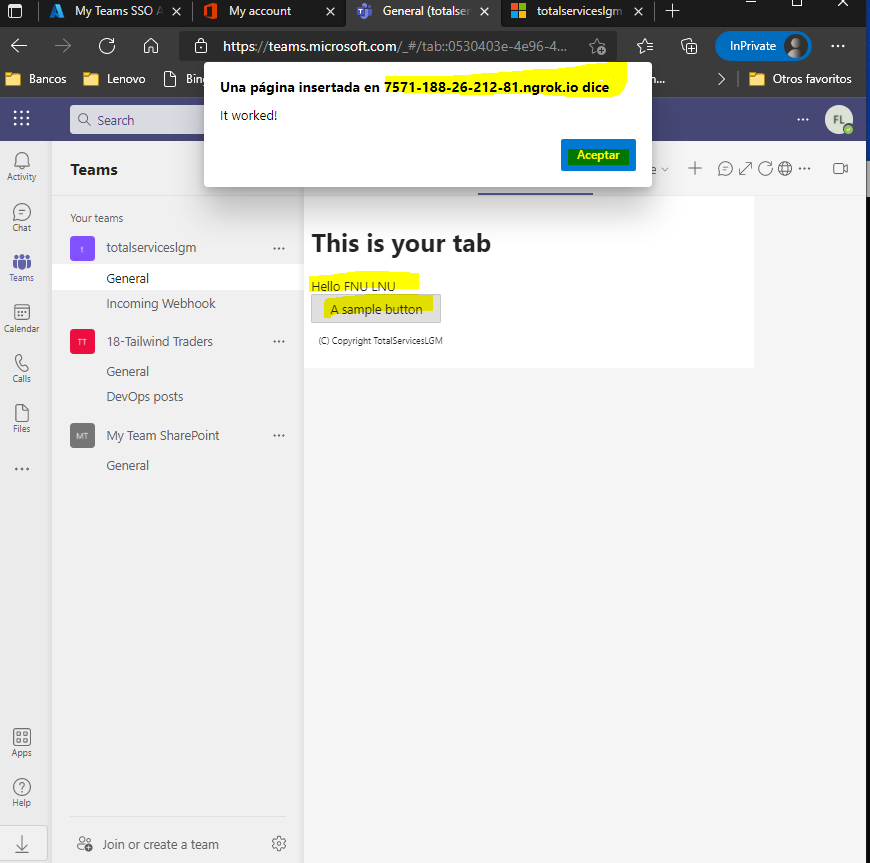 My Teams SSO A
My account
General (totalser
totalserviceslgm
https://teams.microsoft.com/_#/tab::0530403e-4e96-4...
InPrivate
Bancos
Lenovo
Bing
Otros favoritos
Una página insertada en 7571-188-26-212-81.ngrok.io dice
It worked!
Aceptar
Search
FL
Activity
Chat
Teams
Calendar
Calls
Files
Apps
Help
Teams
Your teams
t
totalserviceslgm
General
Incoming Webhook
TT
18-Tailwind Traders
General
DevOps posts
MT
My Team SharePoint
General
Join or create a team
This is your tab
Hello FNU LNU
A sample button
(C) Copyright TotalServicesLGM